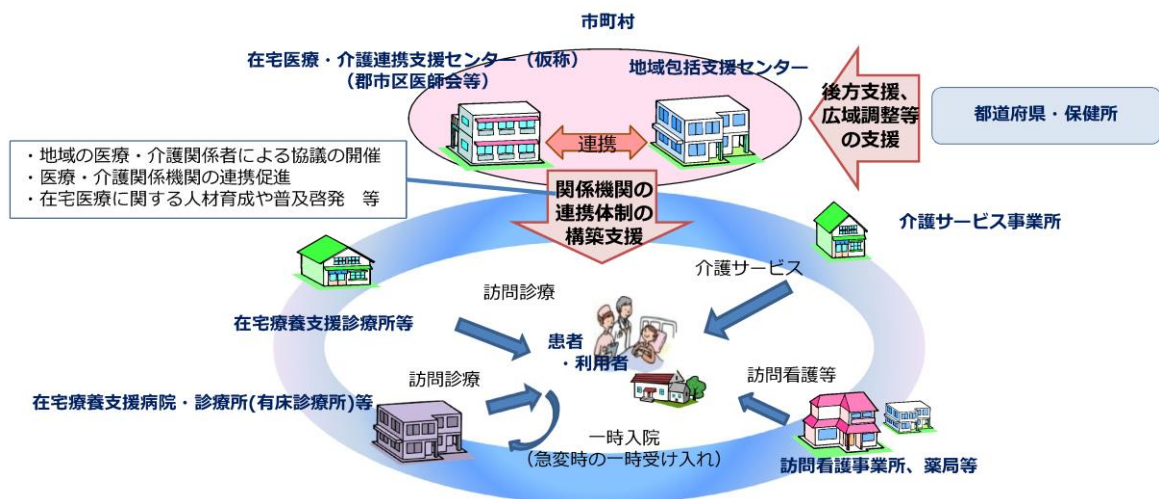 市町村
在宅医療・介護連携支援センター（仮称）
（郡市区医師会等）
地域包括支援センター
連携
後方支援、
広域調整等
の支援
都道府県・保健所
・地域の医療・介護関係者による協議の開催
・医療・介護関係機関の連携促進
・在宅医療に関する人材育成や普及啓発　等
関係機関の
連携体制の
構築支援
介護サービス事業所
介護サービス
訪問診療
在宅療養支援診療所等
患者
・利用者
訪問診療
訪問看護等
在宅療養支援病院・診療所(有床診療所)等
一時入院
（急変時の一時受け入れ）
訪問看護事業所、薬局等